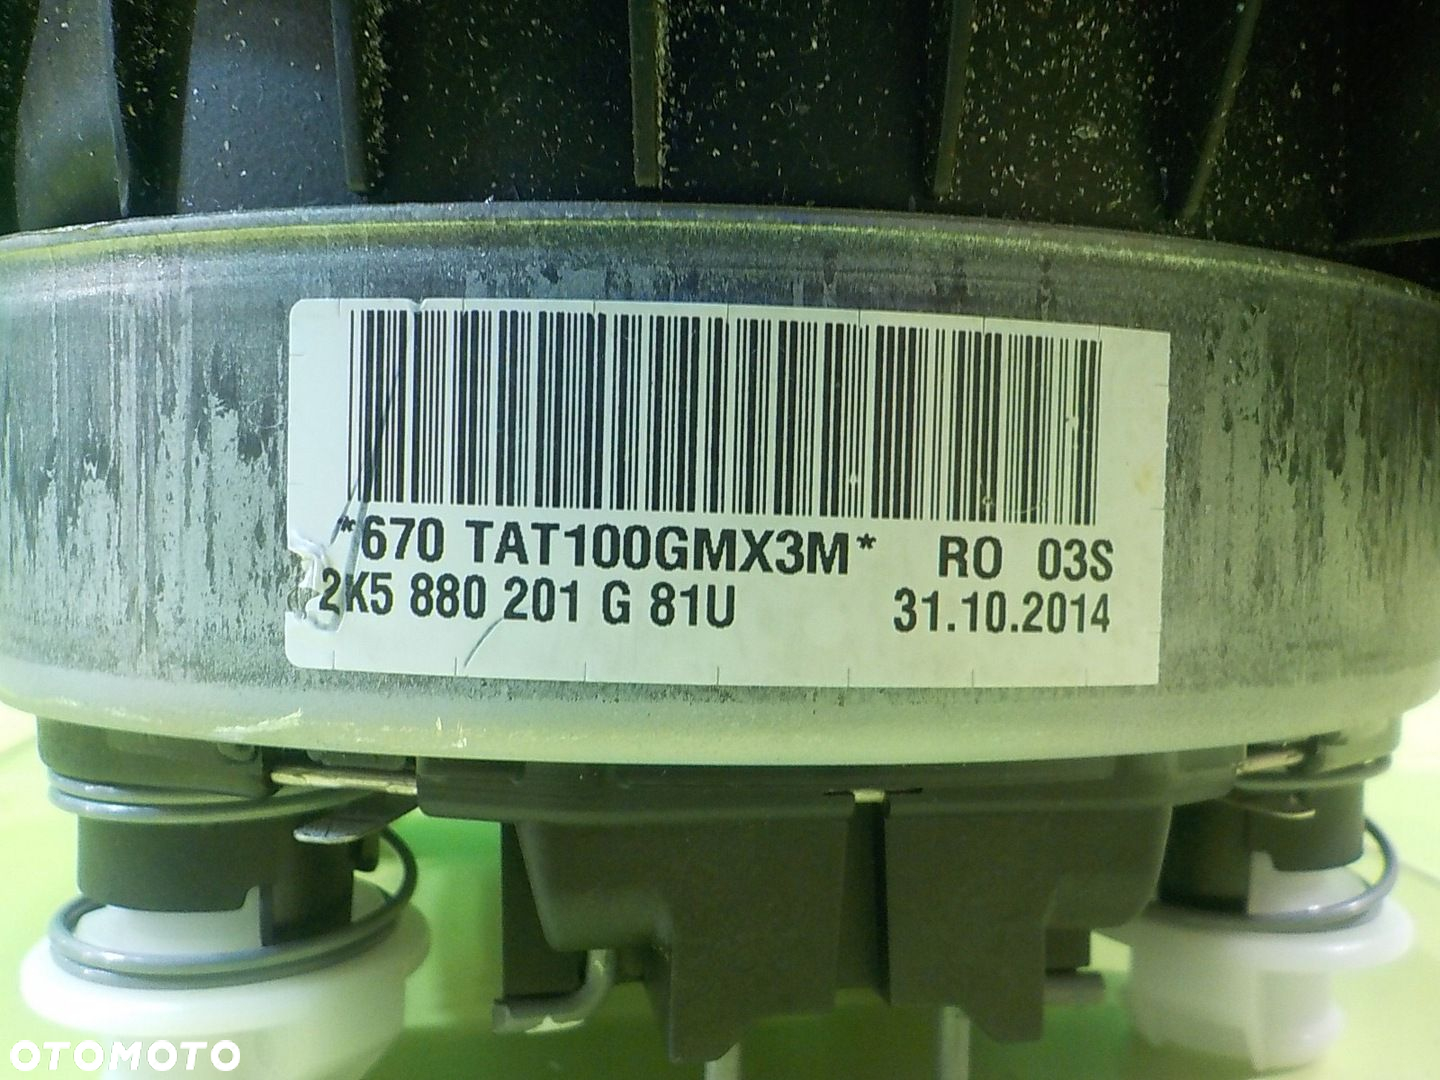 *670 TAT100GMX3M* RO 03S
2K5 880 201 G 81U 31.10.2014
OTOMOTO